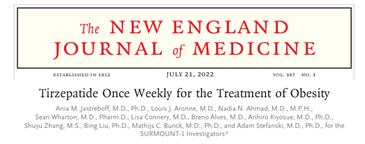 The NEW ENGLAND
JOURNAL of MEDICINE
ESTABLISHED IN 1812 JULY 21, 2022 VOL. 387 NO. 3
Tirzepatide Once Weekly for the Treatment of Obesity
Ania M. Jastreboff, M.D., Ph.D., Louis J. Aronne, M.D., Nadia N. Ahmad, M.D., M.P.H.,
Sean Wharton, M.D., Pharm.D., Lisa Connery, M.D., Breno Alves, M.D., Arihiro Kiyosue, M.D., Ph.D.,
Shuyu Zhang, M.S., Bing Liu, Ph.D., Mathijs C. Bunck, M.D., Ph.D., and Adam Stefanski, M.D., Ph.D., for the
SURMOUNT-1 Investigators*